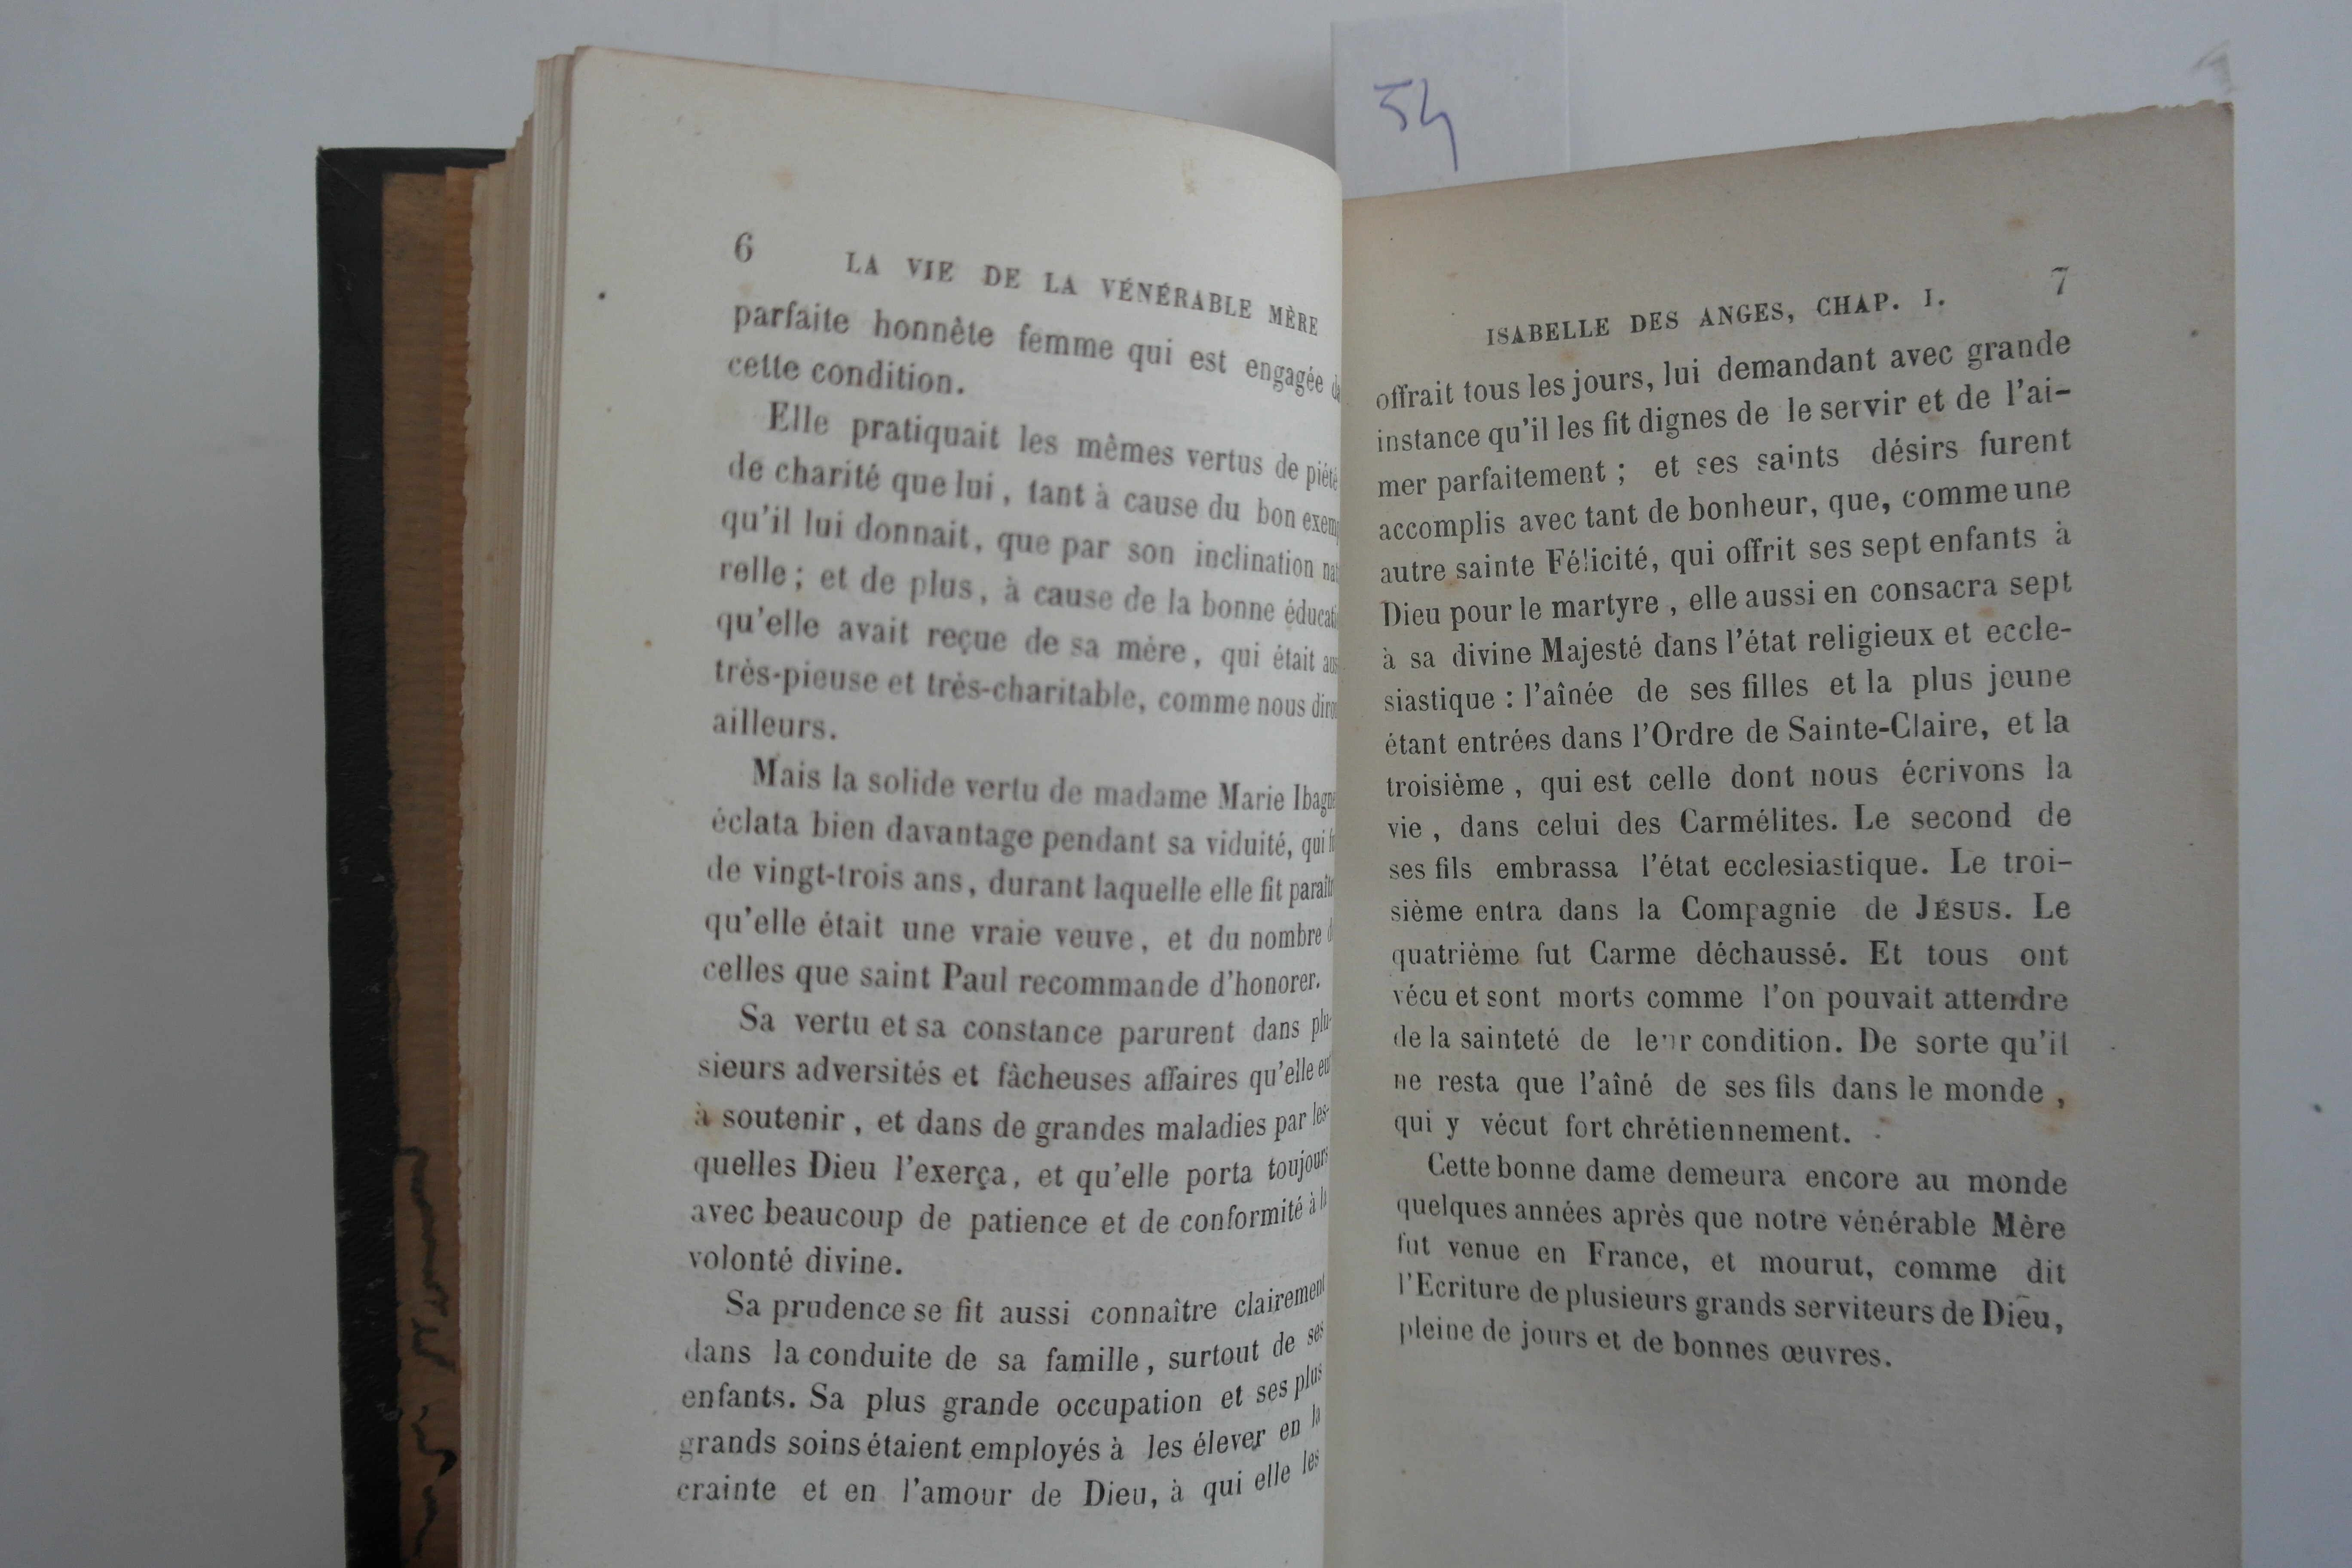 54
6 LA VIE DE LA VÉNÉRABLE MÈRE
parfaite honnête femme qui est engagée
cette condition.
Elle pratiquait les mêmes vertus de piété
de charité que lui, tant à cause du bon
qu'il lui donnait, que par son inclination
relle; et de plus, à cause de la bonne
qu'elle avait reçue de sa mère, qui était
très-pieuse et très-charitable, comme nous
ailleurs.
Mais la solide vertu de madame Marie
éclata bien davantage pendant sa viduité, qui
de vingt-trois ans, durant laquelle elle fit
qu'elle était une vraie veuve, et du nombre
celles que saint Paul recommande d'honorer.
Sa vertu et sa constance parurent dans plu-
sieurs adversités et fâcheuses affaires qu'elle
à soutenir, et dans de grandes maladies par les-
quelles Dieu l'exerça, et qu'elle porta toujours
avec beaucoup de patience et de conformité à la
volonté divine.
Sa prudence se fit aussi connaître clairement
dans la conduite de sa famille, surtout de ses
enfants. Sa plus grande occupation et ses plus
grands soins étaient employés à les élever en la
crainte et en l'amour de Dieu, à qui elle les
ISABELLE DES ANGES, CHAP. I. 7
offrait tous les jours, lui demandant avec grande
instance qu'il les fit dignes de le servir et de l'ai-
mer parfaitement; et ses saints désirs furent
accomplis avec tant de bonheur, que, comme une
autre sainte Félicité, qui offrit ses sept enfants à
Dieu pour le martyre, elle aussi en consacra sept
à sa divine Majesté dans l'état religieux et eccle-
siastique : l'aînée de ses filles et la plus jeune
étant entrées dans l'Ordre de Sainte-Claire, et la
troisième, qui est celle dont nous écrivons la
vie, dans celui des Carmélites. Le second de
ses fils embrassa l'état ecclesiastique. Le troi-
sième entra dans la Compagnie de JÉSUS. Le
quatrième fut Carme déchaussé. Et tous ont
vécu et sont morts comme l'on pouvait attendre
de la sainteté de leur condition. De sorte qu'il
ne resta que l'aîné de ses fils dans le monde,
qui y vécut fort chrétiennement.
Cette bonne dame demeura encore au monde
quelques années après que notre vénérable Mère
fut venue en France, et mourut, comme dit
l'Ecriture de plusieurs grands serviteurs de Dieu,
pleine de jours et de bonnes œuvres.